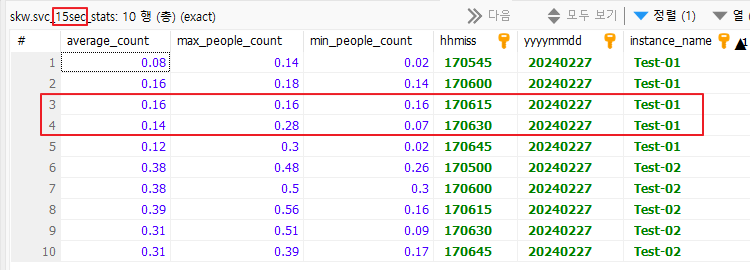 skw.svc_15sec_stats: 10 행 (총) (exact) 다음 모두 보기 정렬 (1) 열
# average_count max_people_count min_people_count hhmiss yyyymmdd instance_name 1
1 0.08 0.14 0.02 170545 20240227 Test-01
2 0.16 0.18 0.14 170600 20240227 Test-01
3 0.16 0.16 0.16 170615 20240227 Test-01
4 0.14 0.28 0.07 170630 20240227 Test-01
5 0.12 0.3 0.02 170645 20240227 Test-01
6 0.38 0.48 0.26 170500 20240227 Test-02
7 0.38 0.5 0.3 170600 20240227 Test-02
8 0.39 0.56 0.16 170615 20240227 Test-02
9 0.31 0.51 0.09 170630 20240227 Test-02
10 0.31 0.39 0.17 170645 20240227 Test-02